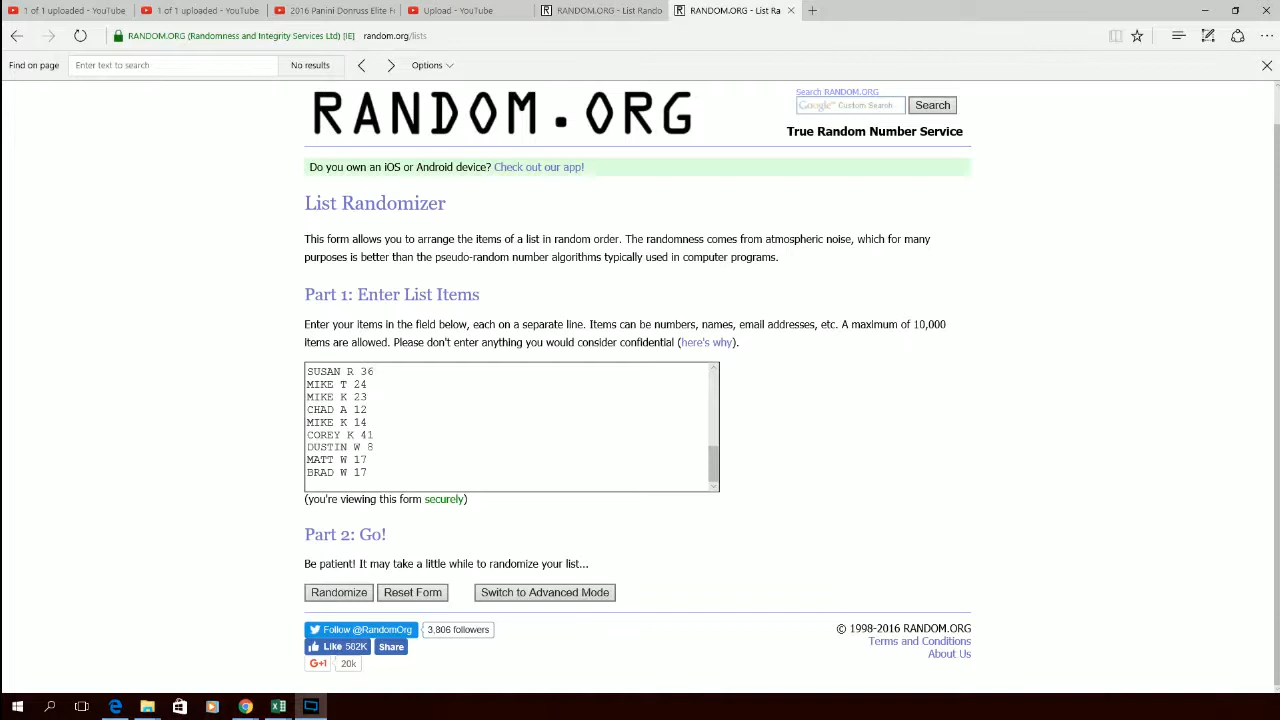 1 of 1 uploaded - YouTube
1 of 1 uploaded - YouTube
2016 Panini Donruss Elite F
Upload - YouTube
RANDOM.ORG - List Rando
RANDOM.ORG - List Ra
RANDOM.ORG (Randomness and Integrity Services Ltd) [IE] random.org/lists
Find on page Enter text to search No results Options
RANDOM.ORG
Search RANDOM.ORG
Google™ Custom Search Search
True Random Number Service
Do you own an iOS or Android device? Check out our app!
List Randomizer
This form allows you to arrange the items of a list in random order. The randomness comes from atmospheric noise, which for many
purposes is better than the pseudo-random number algorithms typically used in computer programs.
Part 1: Enter List Items
Enter your items in the field below, each on a separate line. Items can be numbers, names, email addresses, etc. A maximum of 10,000
items are allowed. Please don't enter anything you would consider confidential (here's why).
SUSAN R 36
MIKE T 24
MIKE K 23
CHAD A 12
MIKE K 14
COREY K 41
DUSTIN W 8
MATT W 17
BRAD W 17
(you're viewing this form securely)
Part 2: Go!
Be patient! It may take a little while to randomize your list...
Randomize Reset Form Switch to Advanced Mode
Follow @RandomOrg 3,806 followers
Like 582K Share
G+1 20k
© 1998-2016 RANDOM.ORG
Terms and Conditions
About Us